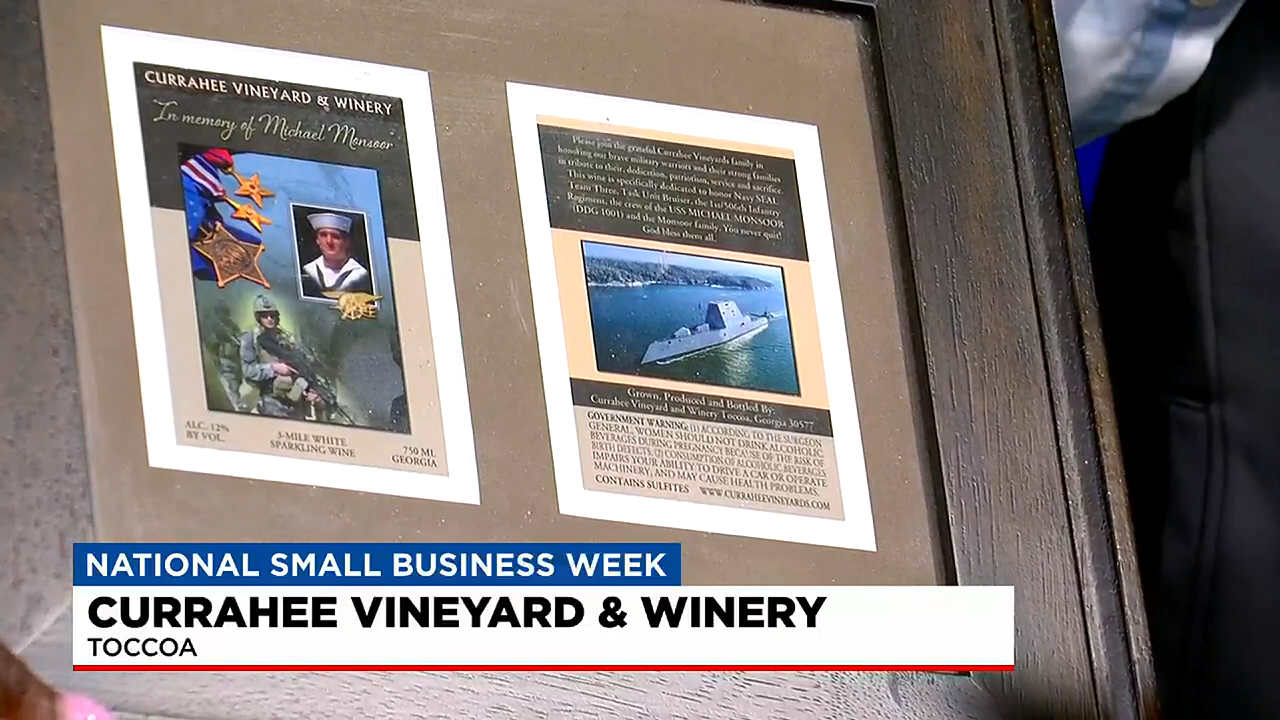 CURRAHEE VINEYARD & WINERY
In memory of Michael Monsoor
ALC. 12%
BY VOL.
3-MILE WHITE
SPARKLING WINE
750 ML
GEORGIA
Please join the grateful Currahee Vineyards family in
honoring our brave military warriors and their strong families
in tribute to their, dedication, patriotism, service and sacrifice.
This wine is specifically dedicated to honor Navy SEAL
Team Three, Task Unit Bruiser, the 1st/506th Infantry
Regiment, the crew of the USS MICHAEL MONSOOR
(DDG 1001) and the Monsoor family. You never quit!
God bless them all.
Grown, Produced and Bottled By:
Currahee Vineyard and Winery Toccoa, Georgia 30577
GOVERNMENT WARNING: (1) ACCORDING TO THE SURGEON
GENERAL, WOMEN SHOULD NOT DRINK ALCOHOLIC
BEVERAGES DURING PREGNANCY BECAUSE OF THE RISK OF
BIRTH DEFECTS. (2) CONSUMPTION OF ALCOHOLIC BEVERAGES
IMPAIRS YOUR ABILITY TO DRIVE A CAR OR OPERATE
MACHINERY AND MAY CAUSE HEALTH PROBLEMS.
CONTAINS SULFITES WWW.CURRAHEEVINEYARDS.COM
NATIONAL SMALL BUSINESS WEEK
CURRAHEE VINEYARD & WINERY
TOCCOA